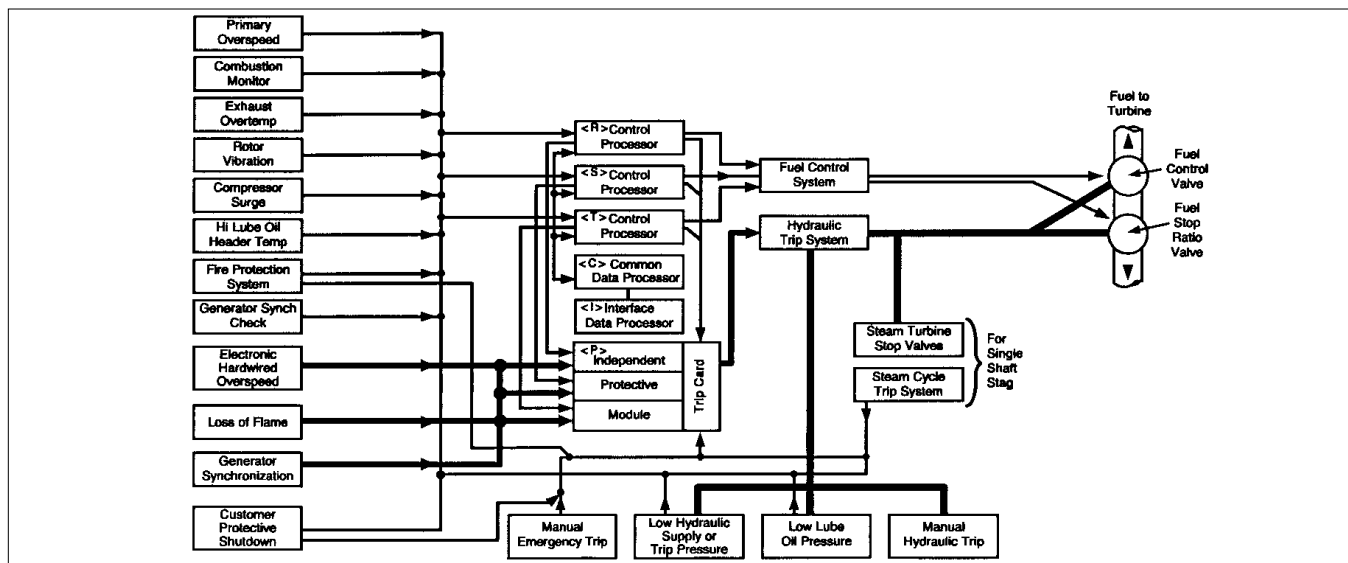 Primary
Overspeed
Combustion
Monitor
Exhaust
Overtemp
Rotor
Vibration
Compressor
Surge
Hi Lube Oil
Header Temp
Fire Protection
System
Generator Synch
Check
Electronic
Hardwired
Overspeed
Loss of Flame
Generator
Synchronization
Customer
Protective
Shutdown
<R> Control
Processor
<S> Control
Processor
<T> Control
Processor
<C> Common
Data Processor
<I> Interface
Data Processor
<P>
Independent
Protective
Module
Trip Card
Fuel Control
System
Hydraulic
Trip System
Fuel to
Turbine
Fuel
Control
Valve
Fuel
Stop
Ratio
Valve
Steam Turbine
Stop Valves
Steam Cycle
Trip System
For
Single
Shaft
Stag
Manual
Emergency Trip
Low Hydraulic
Supply or
Trip Pressure
Low Lube
Oil Pressure
Manual
Hydraulic Trip